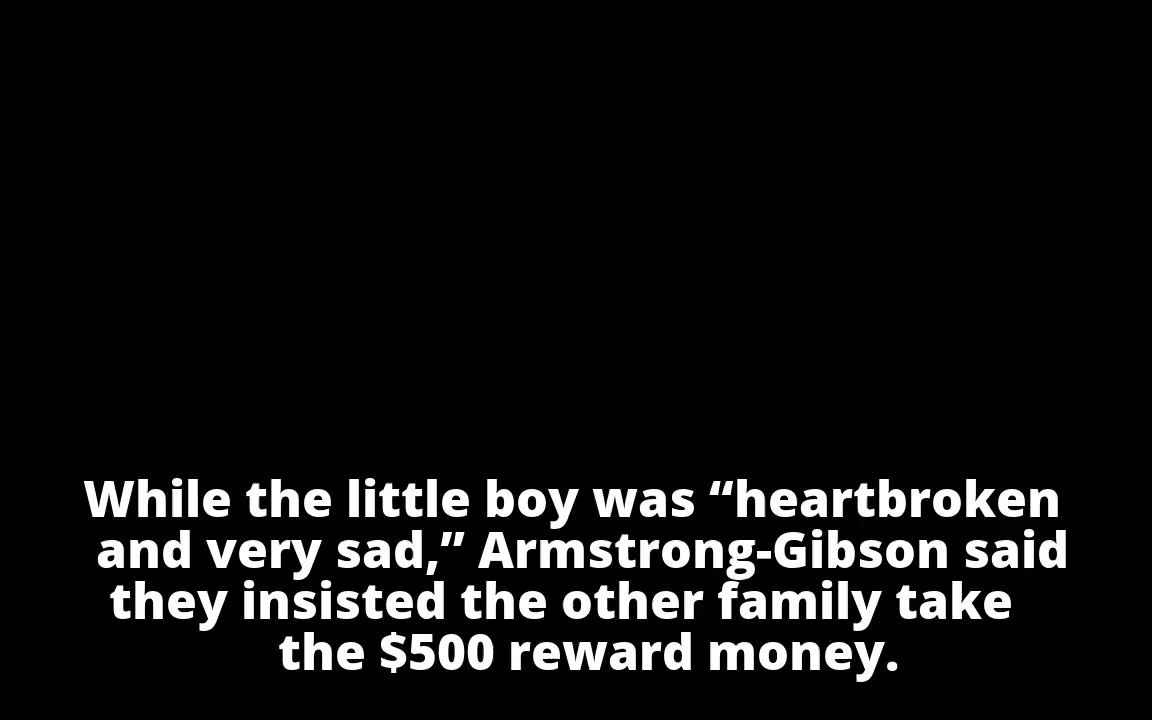 While the little boy was “heartbroken
and very sad,” Armstrong-Gibson said
they insisted the other family take
the $500 reward money.